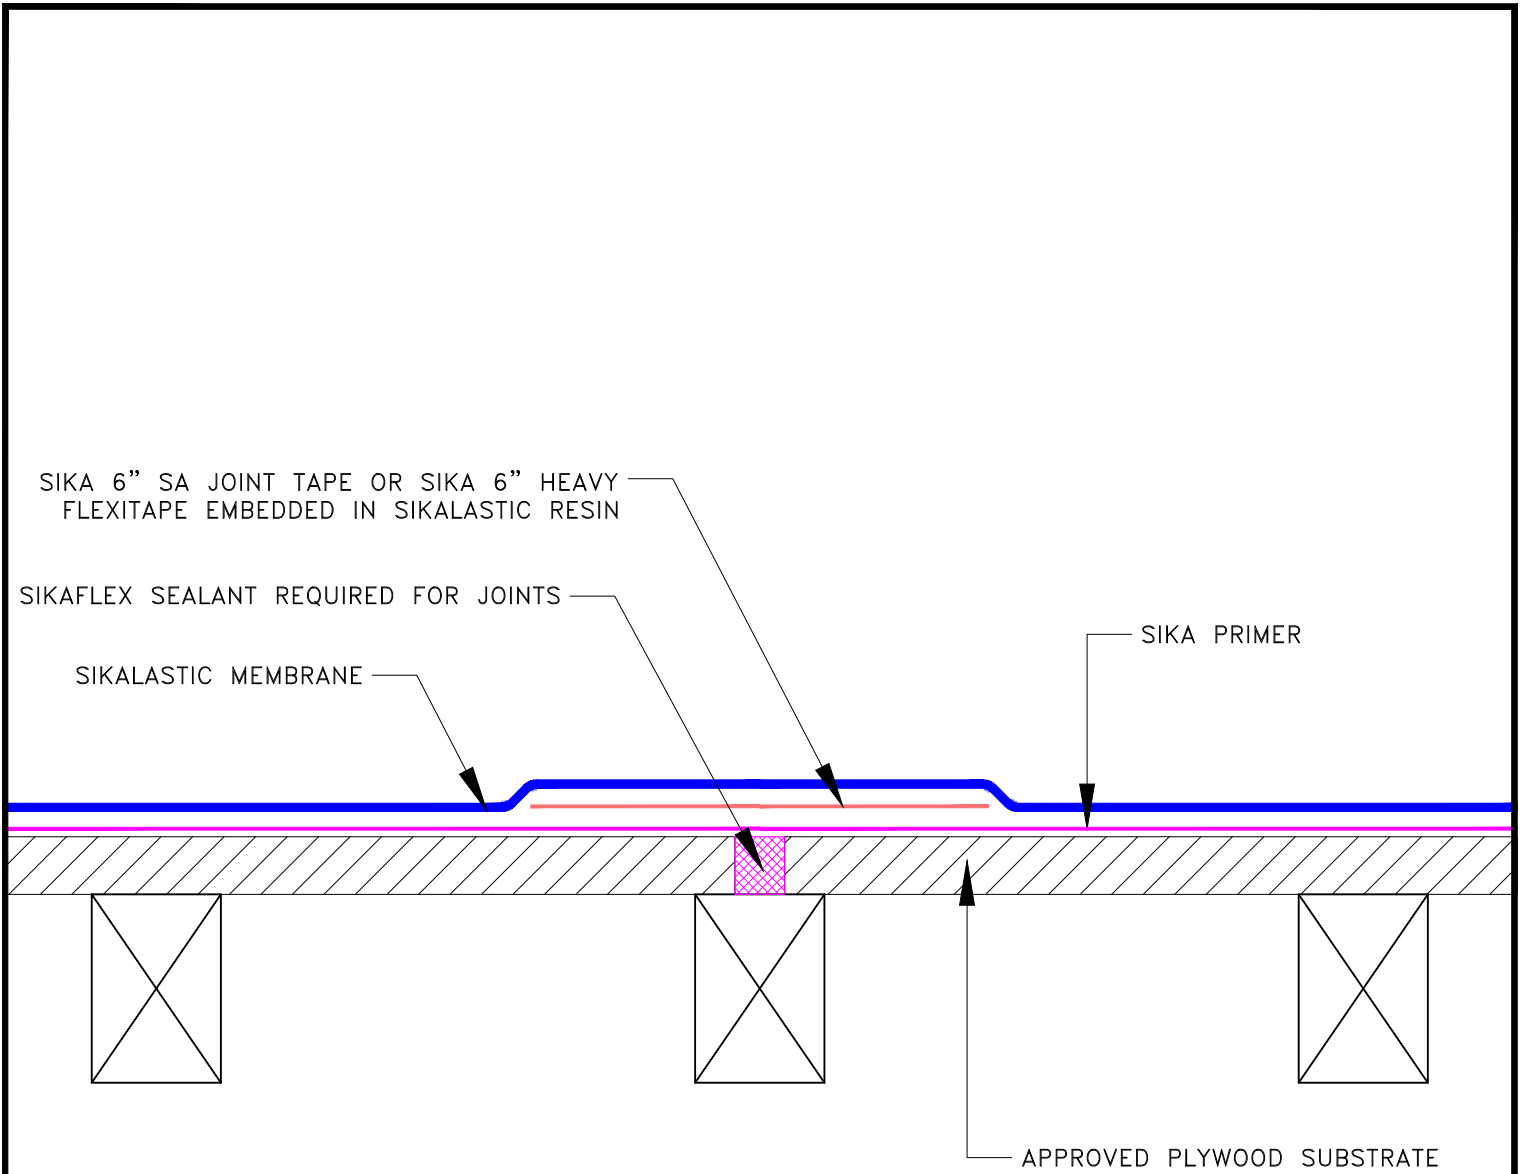 SIKA 6” SA JOINT TAPE OR SIKA 6” HEAVY
FLEXITAPE EMBEDDED IN SIKALASTIC RESIN
SIKAFLEX SEALANT REQUIRED FOR JOINTS
SIKA PRIMER
SIKALASTIC MEMBRANE
APPROVED PLYWOOD SUBSTRATE